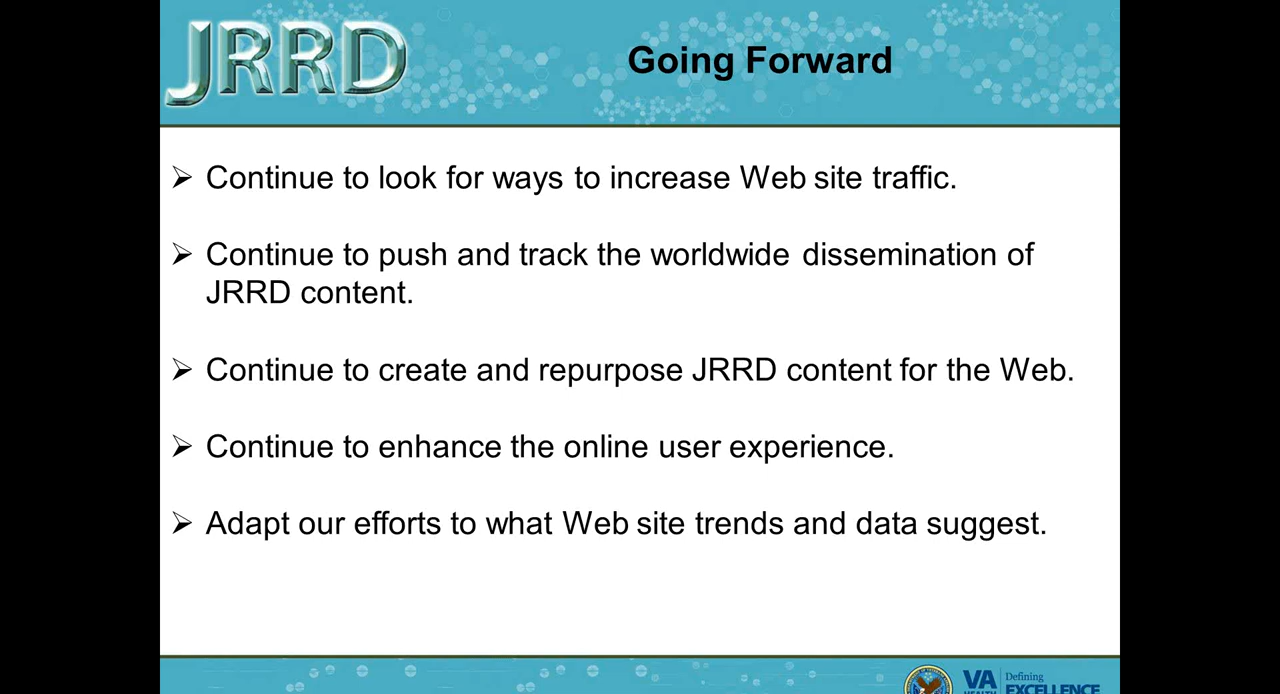 JRRD
Going Forward
➢ Continue to look for ways to increase Web site traffic.
➢ Continue to push and track the worldwide dissemination of
JRRD content.
➢ Continue to create and repurpose JRRD content for the Web.
➢ Continue to enhance the online user experience.
➢ Adapt our efforts to what Web site trends and data suggest.
VA
Defining
HEALTH
EXCELLENCE